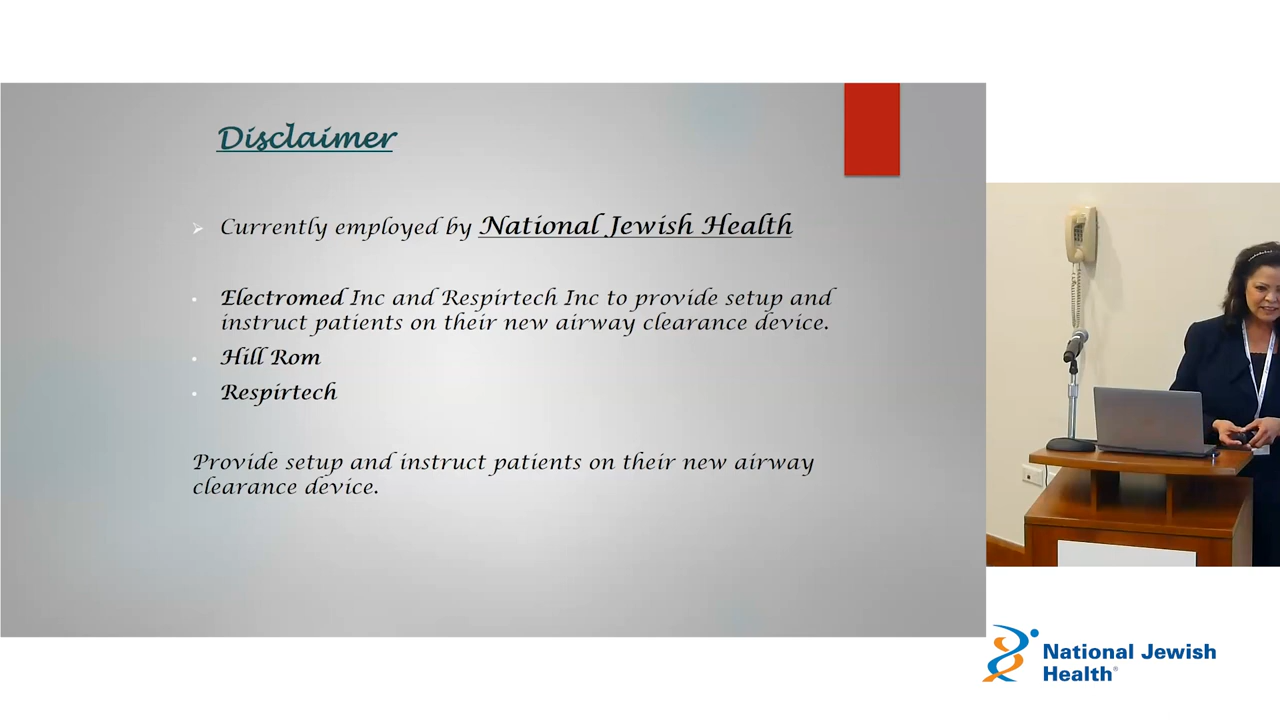 Disclaimer
Currently employed by National Jewish Health
Electromed Inc and Respirtech Inc to provide setup and
instruct patients on their new airway clearance device.
Hill Rom
Respirtech
Provide setup and instruct patients on their new airway
clearance device.
National Jewish
Health®